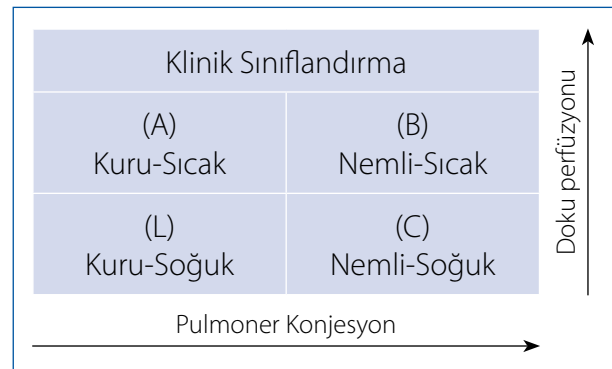 Klinik Sınıflandırma
(A)
Kuru-Sıcak
(B)
Nemli-Sıcak
(L)
Kuru-Soğuk
(C)
Nemli-Soğuk
Doku perfüzyonu
Pulmoner Konjesyon